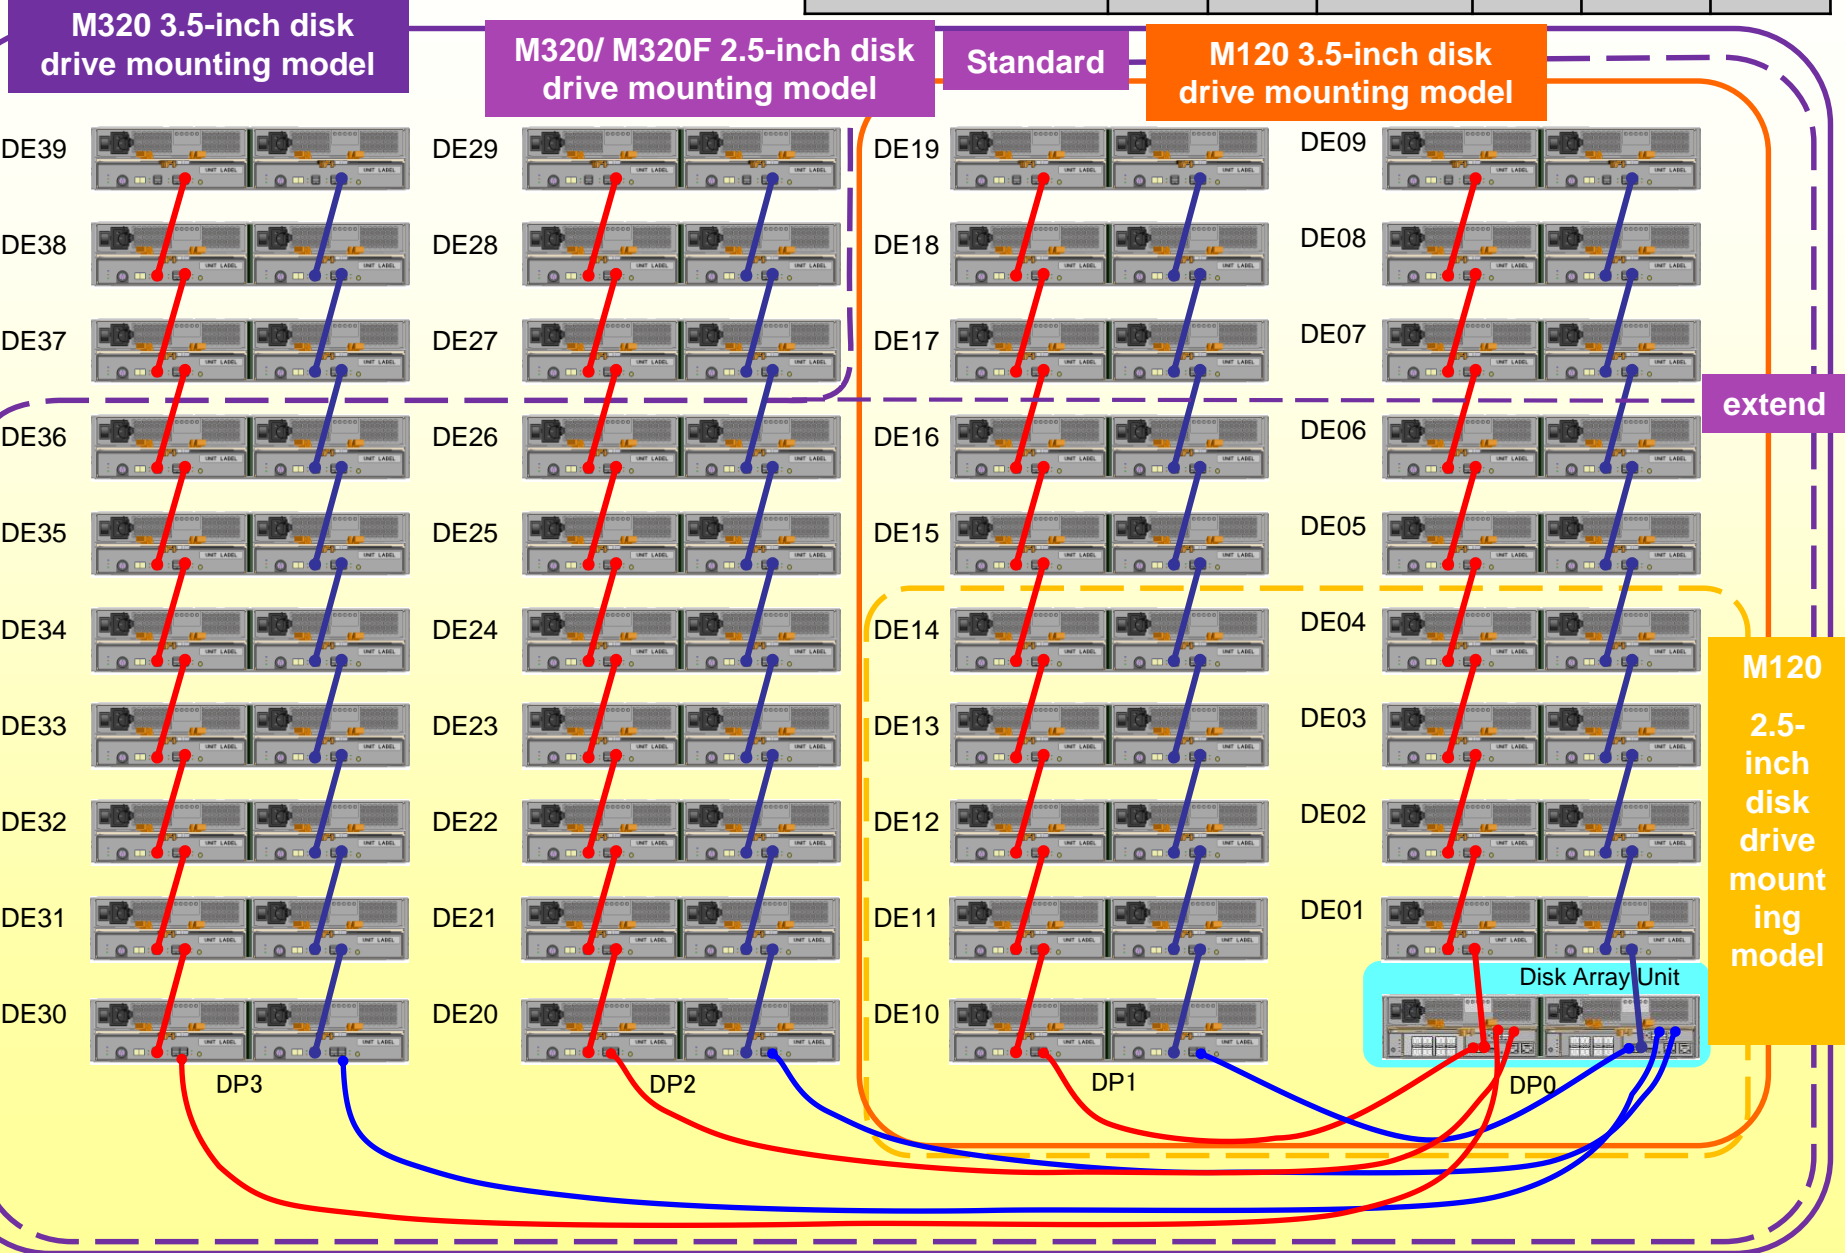 M320 3.5-inch disk
drive mounting model
M320/ M320F 2.5-inch disk
drive mounting model
Standard
M120 3.5-inch disk
drive mounting model
DE39
DE29
DE19
DE09
DE38
DE28
DE18
DE08
DE37
DE27
DE17
DE07
extend
DE36
DE26
DE16
DE06
DE35
DE25
DE15
DE05
DE34
DE24
DE14
DE04
M120
2.5-
inch
disk
drive
mount
ing
model
DE33
DE23
DE13
DE03
DE32
DE22
DE12
DE02
DE31
DE21
DE11
DE01
Disk Array Unit
DE30
DE20
DE10
DP3
DP2
DP1
DP0